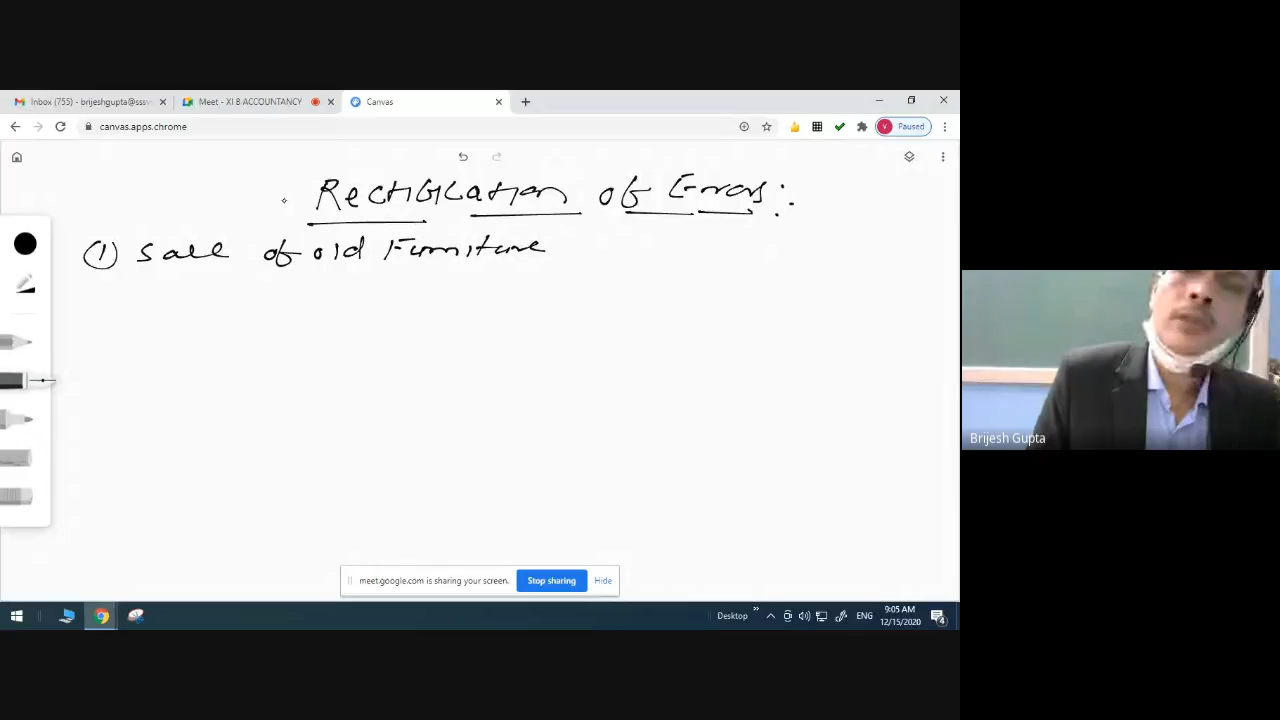 Inbox (755) - brijeshgupta@sssv
Meet - XI B ACCOUNTANCY
Canvas
canvas.apps.chrome
V Paused
Rectification of Errors:
① Sale of old Furniture
Brijesh Gupta
meet.google.com is sharing your screen.
Stop sharing
Hide
Desktop
ENG
9:05 AM
12/15/2020
4